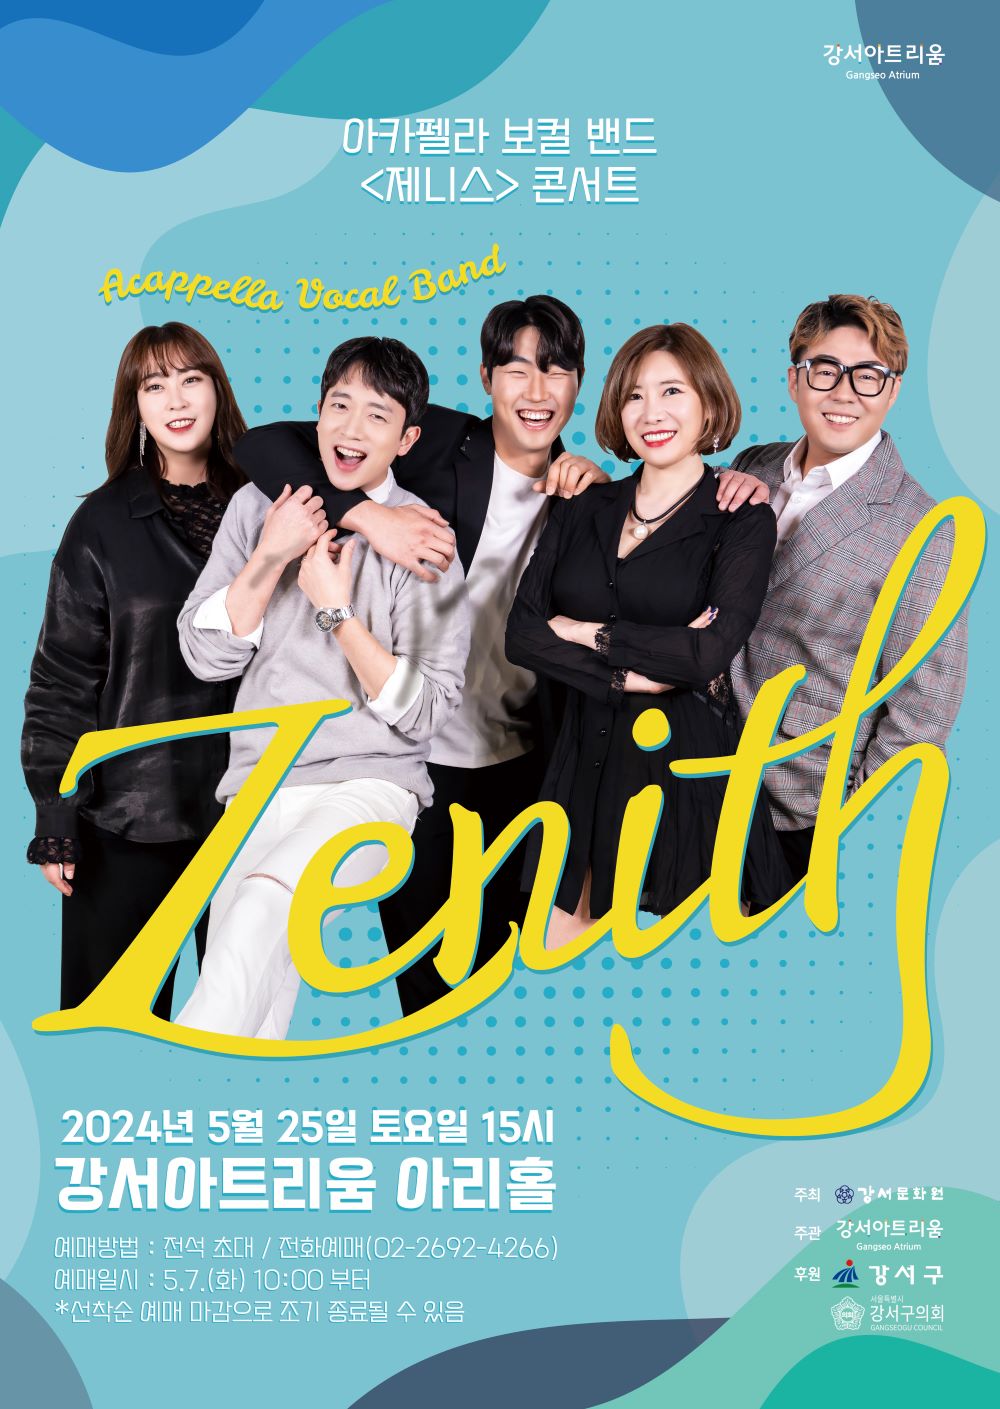 강서아트리움
Gangseo Atrium
아카펠라 보컬 밴드
<제니스> 콘서트
Acappella Vocal Band
Zenith
2024년 5월 25일 토요일 15시
강서아트리움 아리홀
예매방법 : 전석 초대 / 전화예매(02-2692-4266)
예매일시 : 5.7.(화) 10:00 부터
*선착순 예매 마감으로 조기 종료될 수 있음
주최 강서문화원
주관 강서아트리움
Gangseo Atrium
후원 강서구
서울특별시
의회 강서구의회
GANGSEOGU COUNCIL